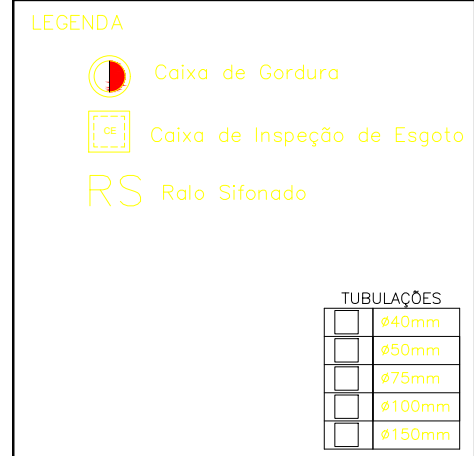 LEGENDA
Caixa de Gordura
CE
Caixa de Inspeção de Esgoto
RS Ralo Sifonado
TUBULAÇÕES
ø40mm
ø50mm
ø75mm
ø100mm
ø150mm